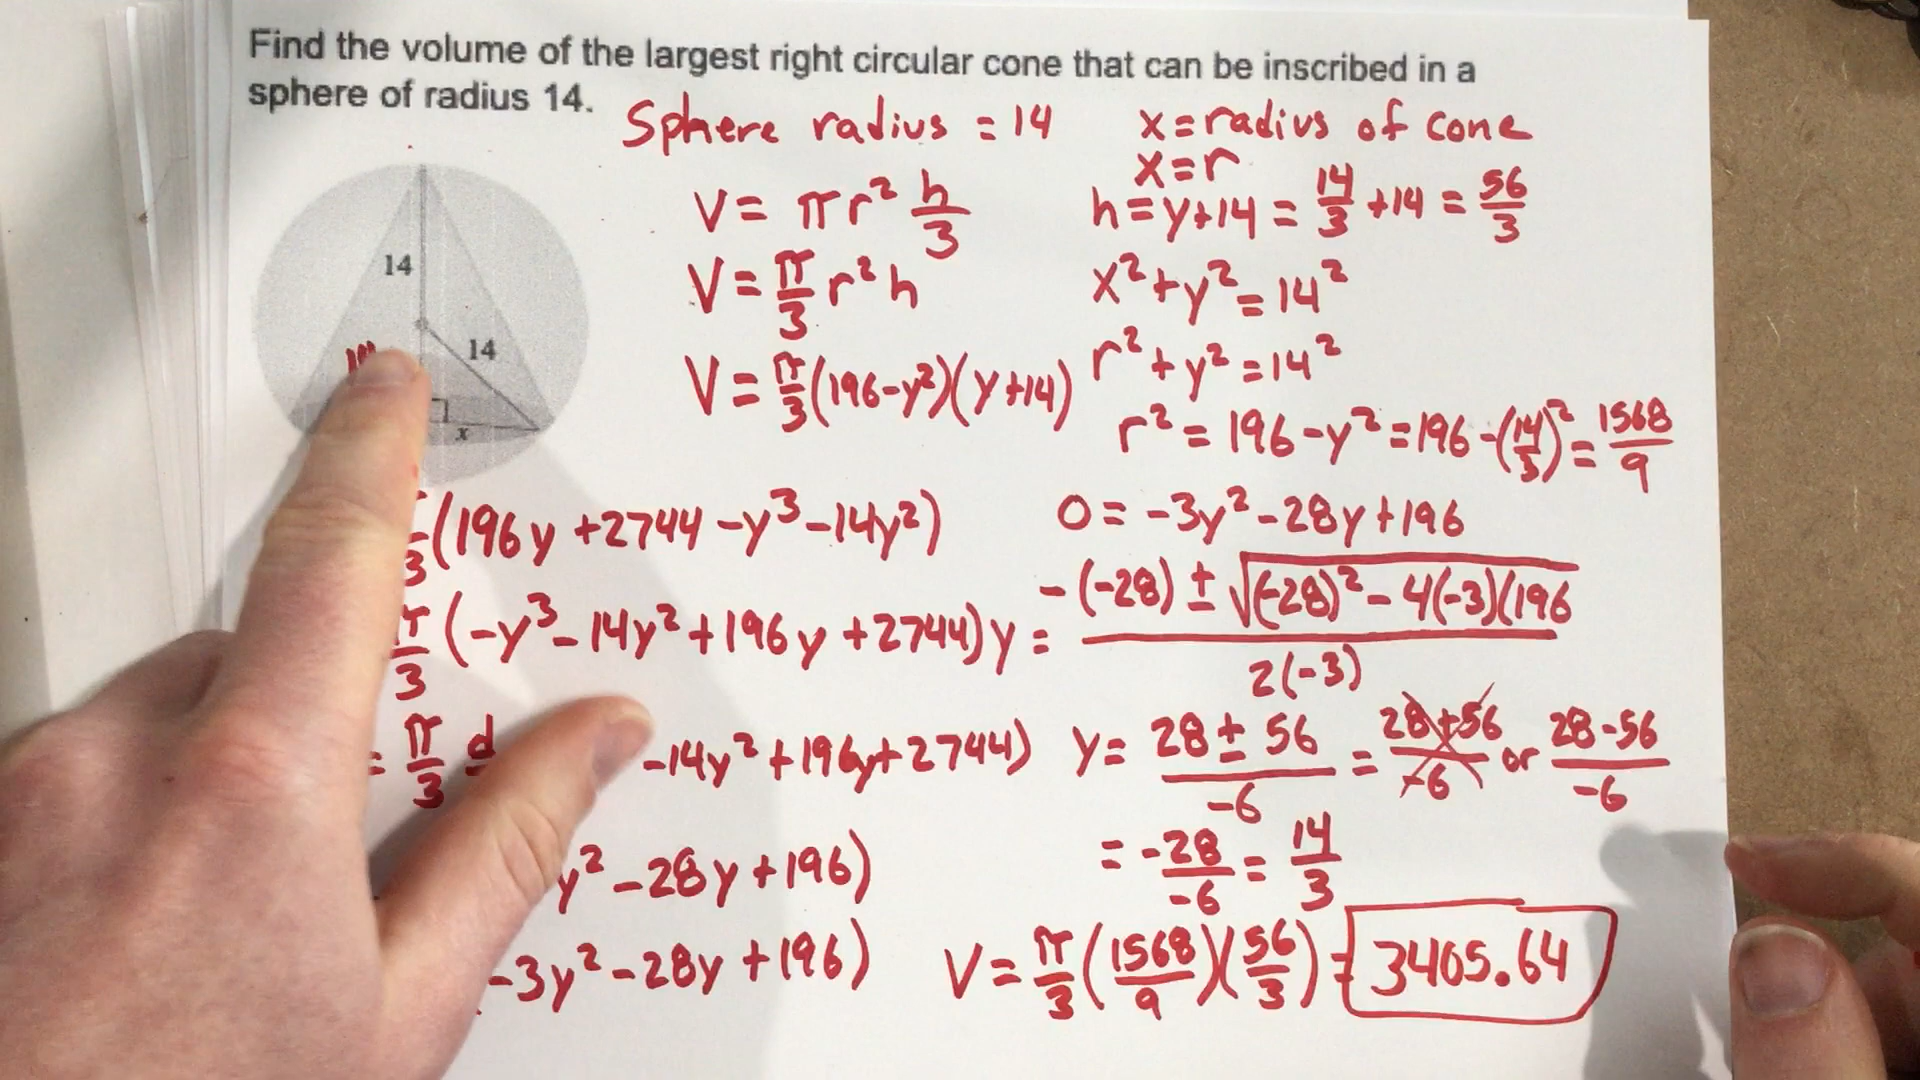 Find the volume of the largest right circular cone that can be inscribed in a
sphere of radius 14.
Sphere radius = 14
x = radius of cone
x = r
14
14
x
V = πr² h/3
h = y+14 = 14/3 +14 = 56/3
V = π/3 r²h
x²+y² = 14²
V = π/3 (196-y²)(y+14)
r²+y² = 14²
r² = 196-y² = 196-(14/3)² = 1568/9
3(196y +2744 -y³-14y²)
0 = -3y²-28y+196
π/3 (-y³-14y²+196y+2744)
y = -(-28) ± √(-28)²-4(-3)(196 / 2(-3)
= π/3 d -14y²+196y+2744)
y = 28 ± 56 / -6 = 28+56 / -6 or 28-56 / -6
y²-28y+196)
= -28/-6 = 14/3
-3y²-28y+196)
V = π/3 (1568/9)(56/3) = 3405.64